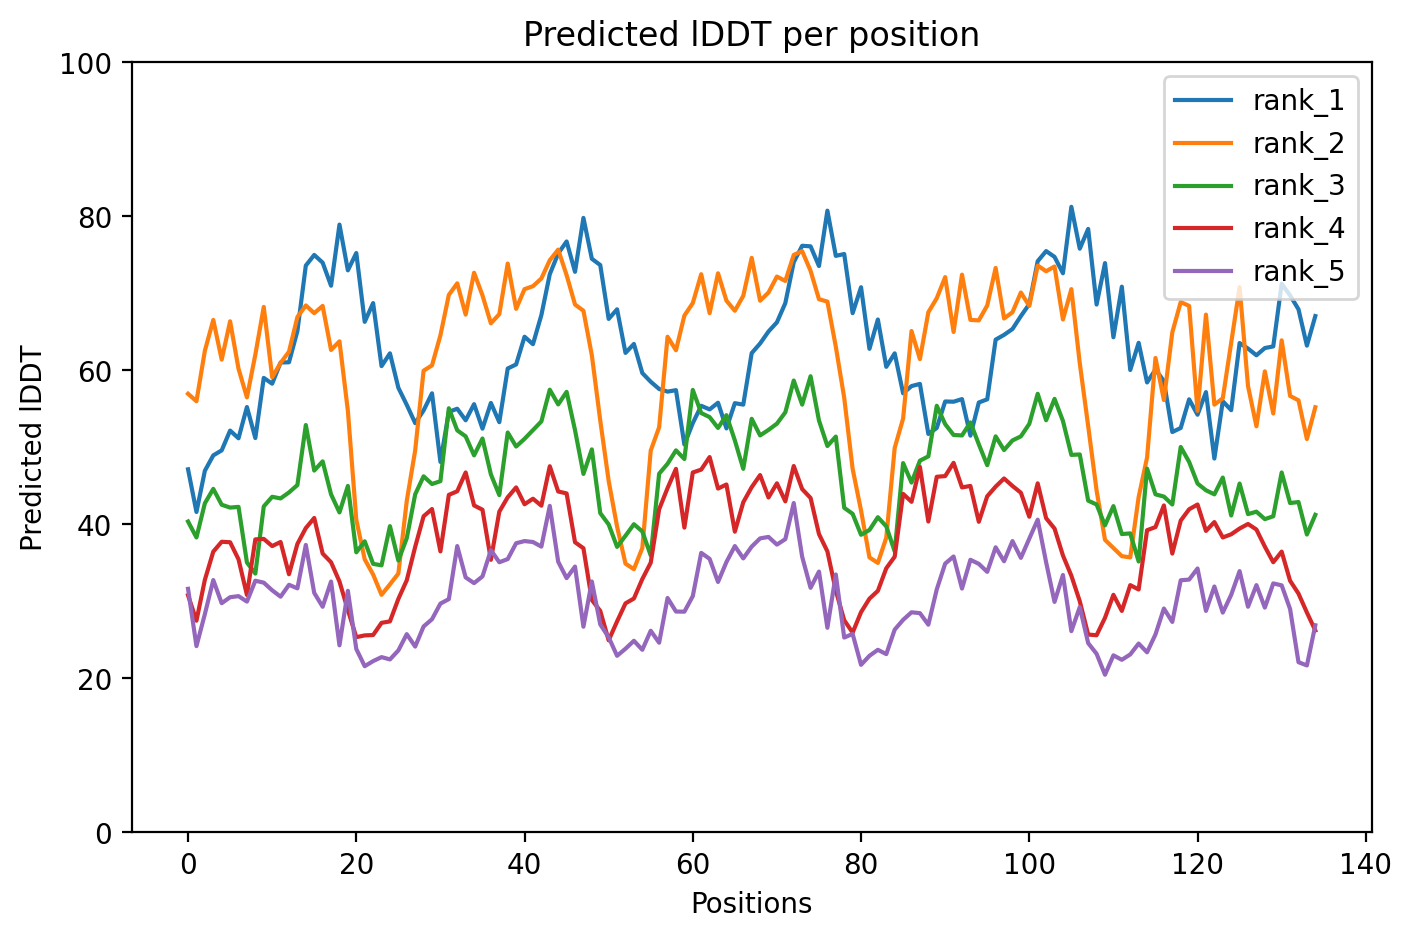 Predicted lDDT per position
Predicted lDDT
100
80
60
40
20
0
rank_1
rank_2
rank_3
rank_4
rank_5
0 20 40 60 80 100 120 140
Positions